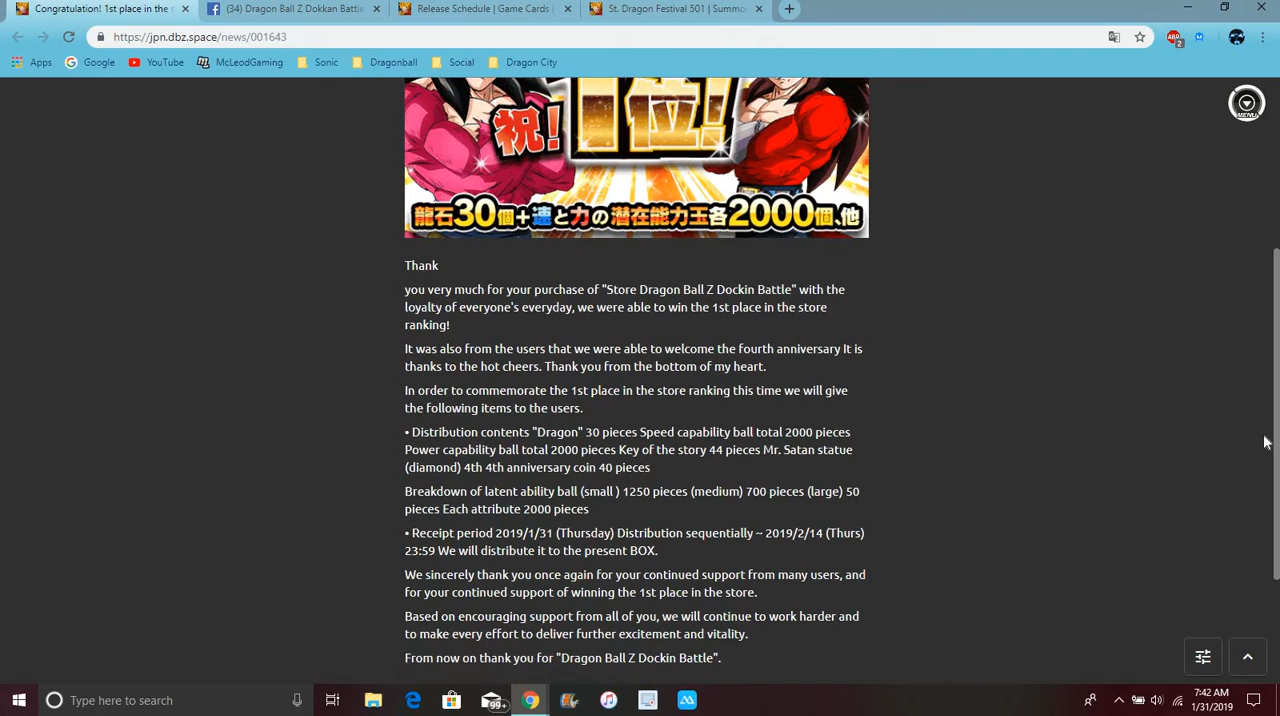 Congratulation! 1st place in the s
(34) Dragon Ball Z Dokkan Battle
Release Schedule | Game Cards |
St. Dragon Festival 501 | Summo
https://jpn.dbz.space/news/001643
ABP
2
Apps
Google
YouTube
McLeodGaming
Sonic
Dragonball
Social
Dragon City
MENU
祝!
1位!
龍石30個+速と力の潜在能力玉各2000個、他
Thank
you very much for your purchase of "Store Dragon Ball Z Dockin Battle" with the
loyalty of everyone's everyday, we were able to win the 1st place in the store
ranking!
It was also from the users that we were able to welcome the fourth anniversary It is
thanks to the hot cheers. Thank you from the bottom of my heart.
In order to commemorate the 1st place in the store ranking this time we will give
the following items to the users.
• Distribution contents "Dragon" 30 pieces Speed capability ball total 2000 pieces
Power capability ball total 2000 pieces Key of the story 44 pieces Mr. Satan statue
(diamond) 4th 4th anniversary coin 40 pieces
Breakdown of latent ability ball (small ) 1250 pieces (medium) 700 pieces (large) 50
pieces Each attribute 2000 pieces
• Receipt period 2019/1/31 (Thursday) Distribution sequentially ~ 2019/2/14 (Thurs)
23:59 We will distribute it to the present BOX.
We sincerely thank you once again for your continued support from many users, and
for your continued support of winning the 1st place in the store.
Based on encouraging support from all of you, we will continue to work harder and
to make every effort to deliver further excitement and vitality.
From now on thank you for "Dragon Ball Z Dockin Battle".
Type here to search
99+
7:42 AM
1/31/2019